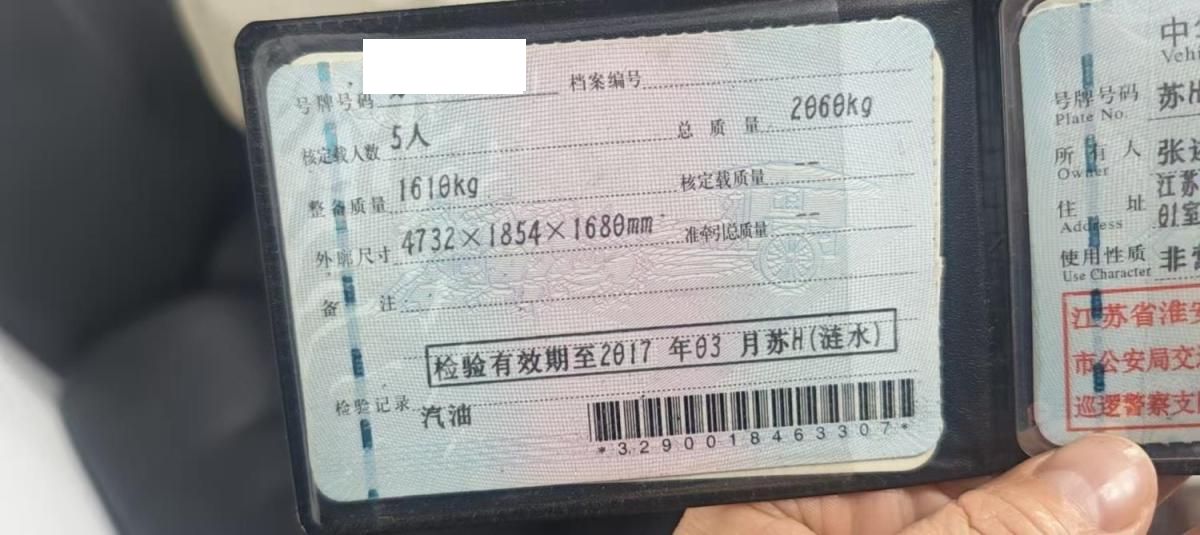 号牌号码
档案编号
核定载人数 5人
总质量 2060kg
整备质量 1610kg
核定载质量 --
外廓尺寸 4732×1854×1680mm
准牵引总质量 --
备注
检验有效期至2017年03月苏H(涟水)
检验记录 汽油
*3290018463307*
号牌号码 苏H
Plate No.
所有人 张
Owner
住址 江苏
Address 01室
使用性质 非
Use Character
江苏省淮
市公安局交
巡逻警察支